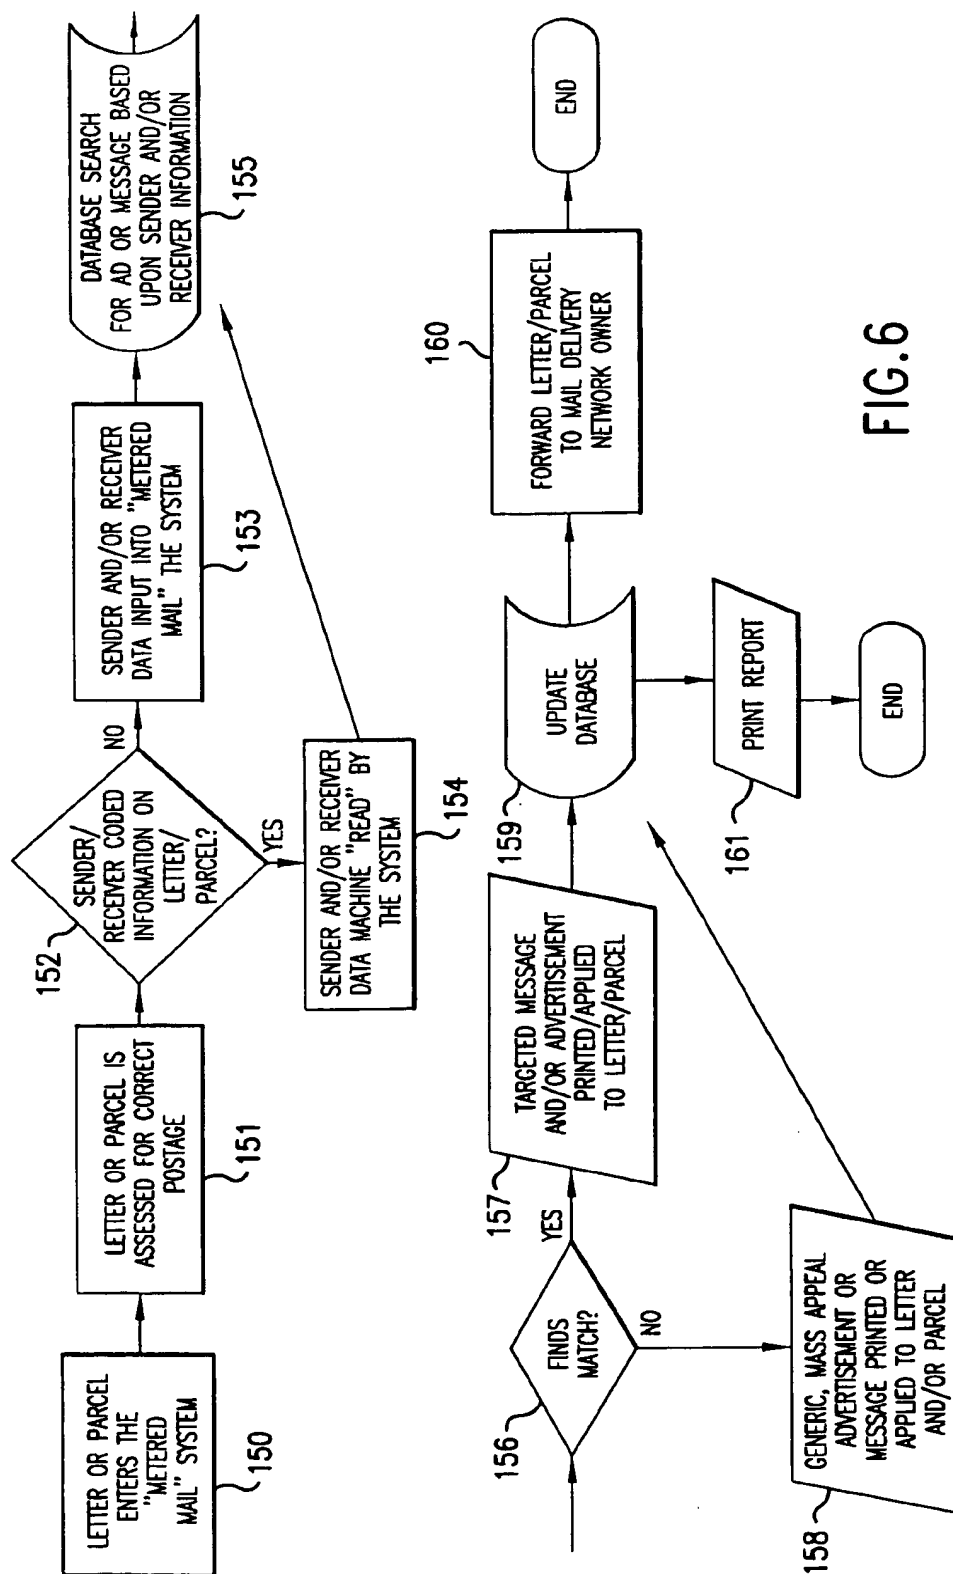 LETTER OR PARCEL
ENTERS THE
"METERED
MAIL" SYSTEM
150
LETTER OR PARCEL IS
ASSESSED FOR CORRECT
POSTAGE
151
SENDER/
RECEIVER CODED
INFORMATION ON
LETTER/
PARCEL?
152
NO
YES
SENDER AND/OR RECEIVER
DATA INPUT INTO "METERED
MAIL" THE SYSTEM
153
SENDER AND/OR RECEIVER
DATA MACHINE "READ" BY
THE SYSTEM
154
DATABASE SEARCH
FOR AD OR MESSAGE BASED
UPON SENDER AND/OR
RECEIVER INFORMATION
155
FINDS
MATCH?
156
YES
NO
TARGETED MESSAGE
AND/OR ADVERTISEMENT
PRINTED/APPLIED
TO LETTER/PARCEL
157
GENERIC, MASS APPEAL
ADVERTISEMENT OR
MESSAGE PRINTED OR
APPLIED TO LETTER
AND/OR PARCEL
158
UPDATE
DATABASE
159
FORWARD LETTER/PARCEL
TO MAIL DELIVERY
NETWORK OWNER
160
END
PRINT REPORT
161
END
FIG.6